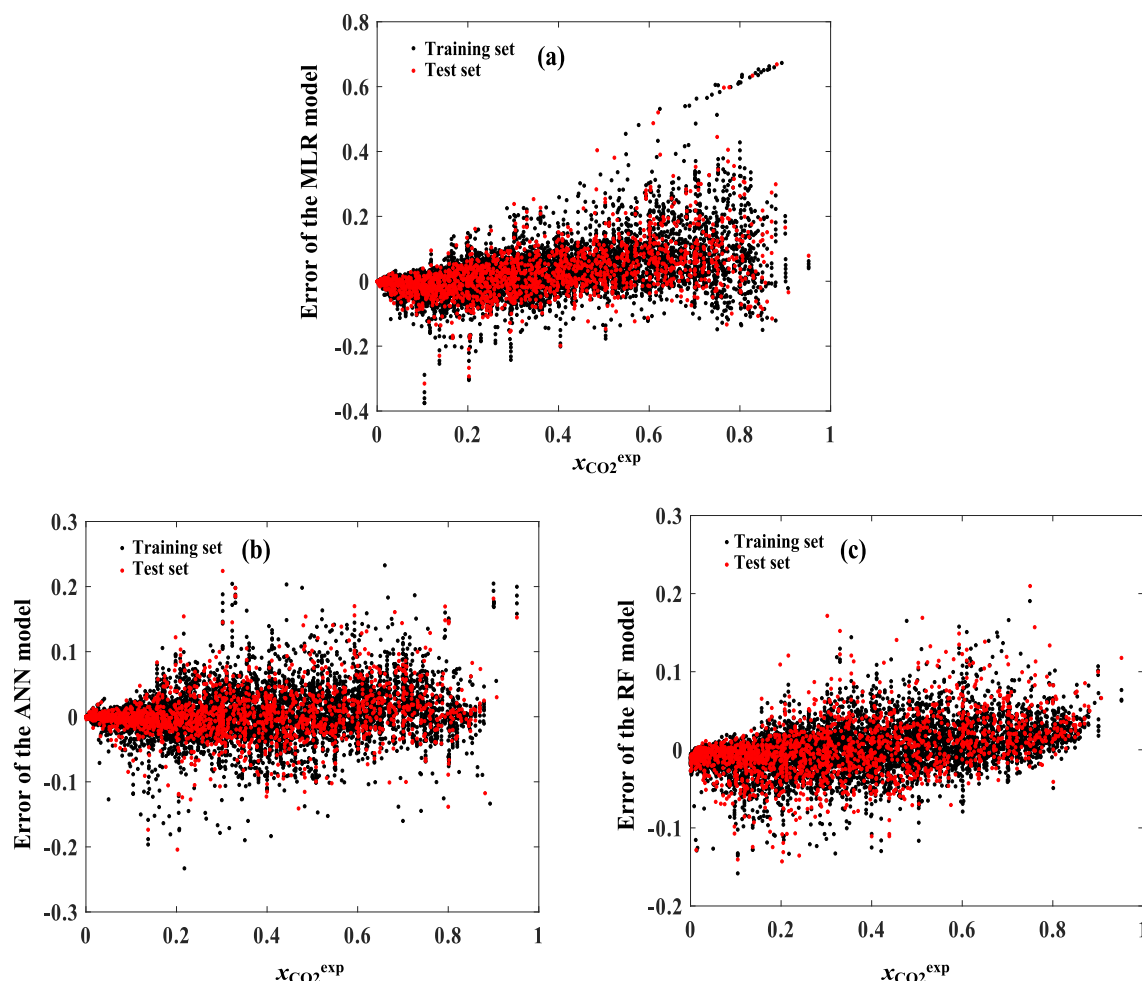 0.8
0.6
0.4
0.2
0
-0.2
-0.4
Error of the MLR model
Training set
Test set
(a)
0 0.2 0.4 0.6 0.8 1
xCO2exp
0.3
0.2
0.1
0
-0.1
-0.2
-0.3
Error of the ANN model
Training set
Test set
(b)
0 0.2 0.4 0.6 0.8 1
xCO2exp
0.3
0.2
0.1
0
-0.1
-0.2
Error of the RF model
Training set
Test set
(c)
0 0.2 0.4 0.6 0.8 1
xCO2exp